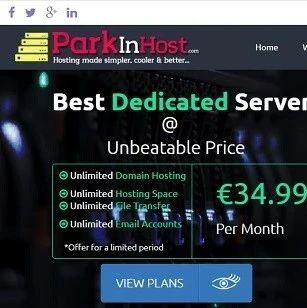 ParkInHost.com
Hosting made simpler, cooler & better...
Home
W
Best Dedicated Server
@
Unbeatable Price
Unlimited Domain Hosting
Unlimited Hosting Space
Unlimited File Transfer
Unlimited Email Accounts
*Offer for a limited period
€34.99
Per Month
VIEW PLANS